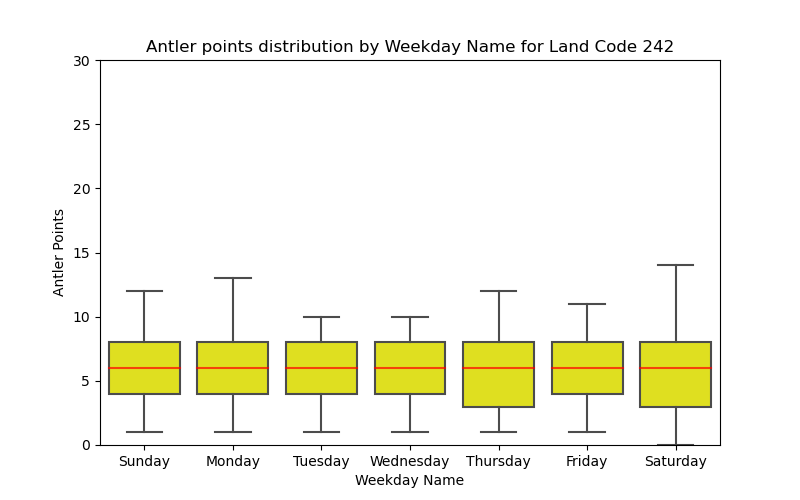 Antler points distribution by Weekday Name for Land Code 242
30
25
20
15
10
5
0
Antler Points
Sunday Monday Tuesday Wednesday Thursday Friday Saturday
Weekday Name